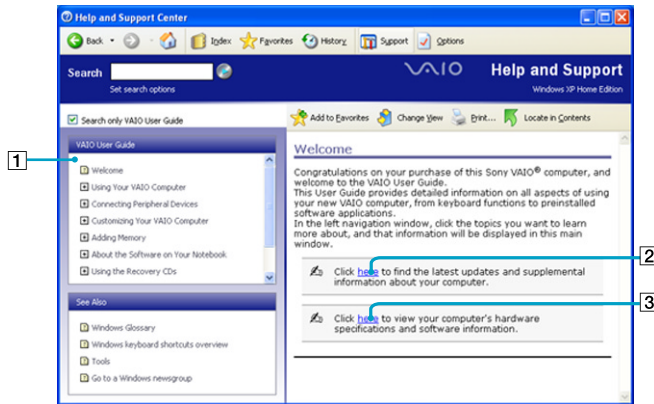 Help and Support Center
Back Index Favorites History Support Options
Search
Set search options
VAIO Help and Support
Windows XP Home Edition
Search only VAIO User Guide
Add to Favorites Change View Print... Locate in Contents
VAIO User Guide
Welcome
Using Your VAIO Computer
Connecting Peripheral Devices
Customizing Your VAIO Computer
Adding Memory
About the Software on Your Notebook
Using the Recovery CDs
See Also
Windows Glossary
Windows keyboard shortcuts overview
Tools
Go to a Windows newsgroup
Welcome
Congratulations on your purchase of this Sony VAIO® computer, and
welcome to the VAIO User Guide.
This User Guide provides detailed information on all aspects of using
your new VAIO computer, from keyboard functions to preinstalled
software applications.
In the left navigation window, click the topics you want to learn
more about, and that information will be displayed in this main
window.
Click here to find the latest updates and supplemental
information about your computer.
Click here to view your computer's hardware
specifications and software information.
1
2
3